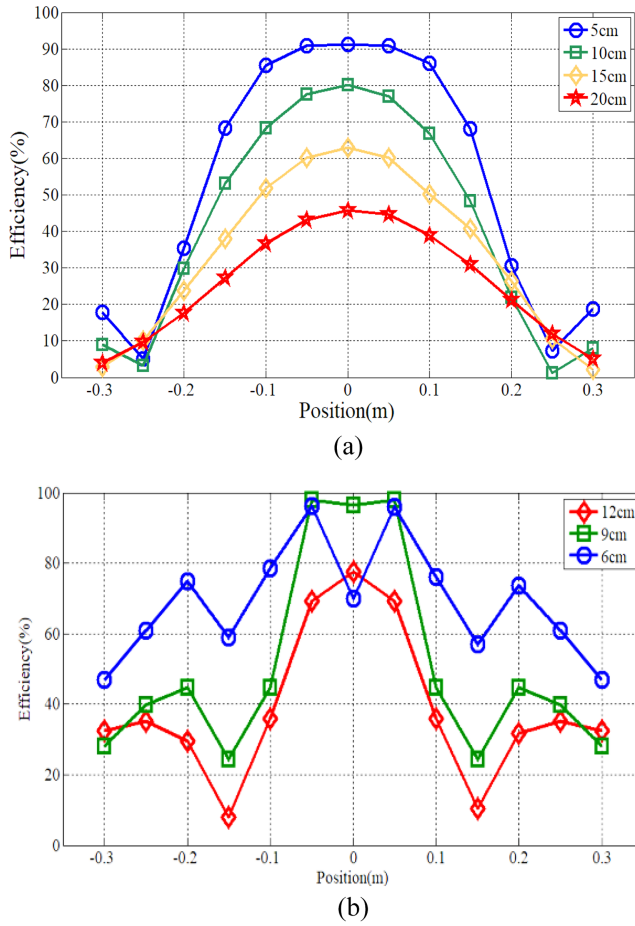 100
90
80
70
60
50
40
30
20
10
0
Efficiency(%)
5cm
10cm
15cm
20cm
-0.3 -0.2 -0.1 0 0.1 0.2 0.3
Position(m)
(a)
100
80
60
40
20
0
Efficiency(%)
12cm
9cm
6cm
-0.3 -0.2 -0.1 0 0.1 0.2 0.3
Position(m)
(b)